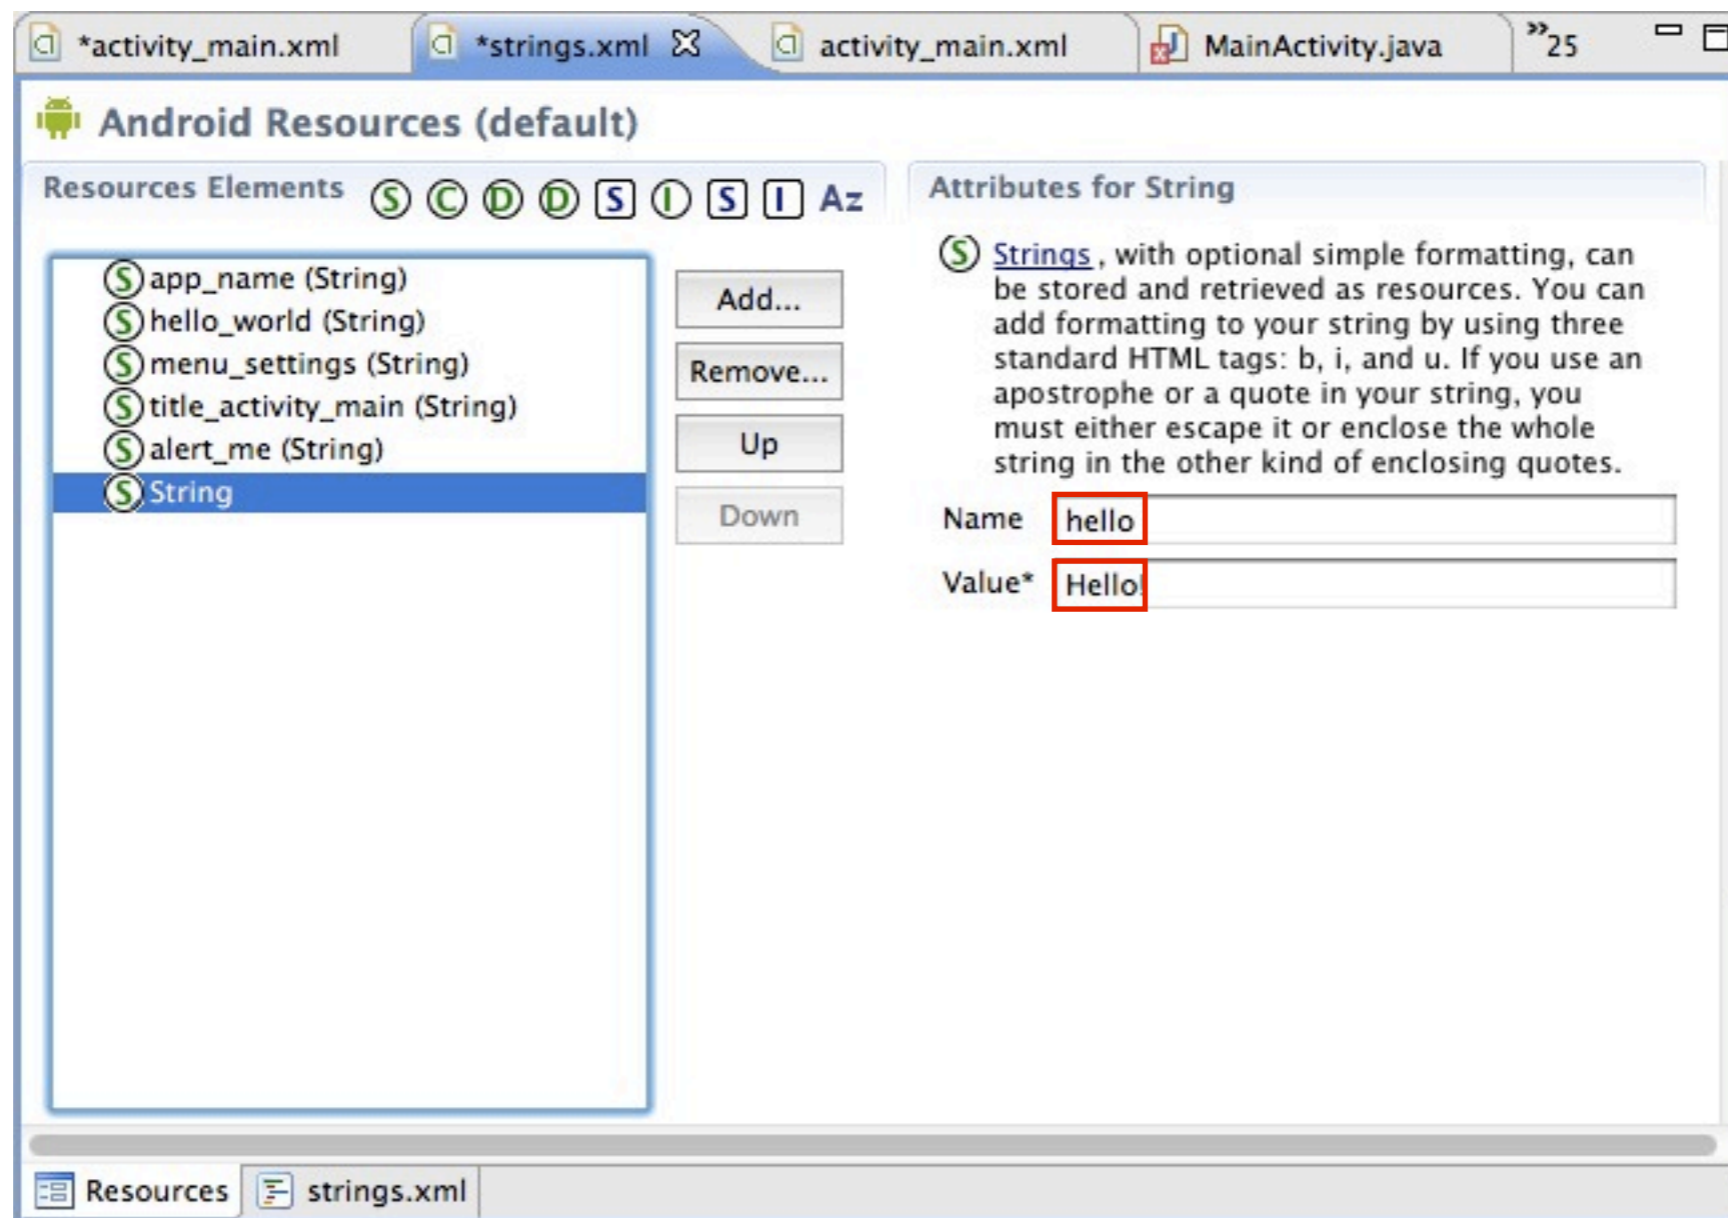 *activity_main.xml
*strings.xml
activity_main.xml
MainActivity.java
»25
Android Resources (default)
Resources Elements
S C D D S I S I Az
S app_name (String)
S hello_world (String)
S menu_settings (String)
S title_activity_main (String)
S alert_me (String)
S String
Add...
Remove...
Up
Down
Attributes for String
S Strings, with optional simple formatting, can
be stored and retrieved as resources. You can
add formatting to your string by using three
standard HTML tags: b, i, and u. If you use an
apostrophe or a quote in your string, you
must either escape it or enclose the whole
string in the other kind of enclosing quotes.
Name hello
Value* Hello!
Resources
strings.xml